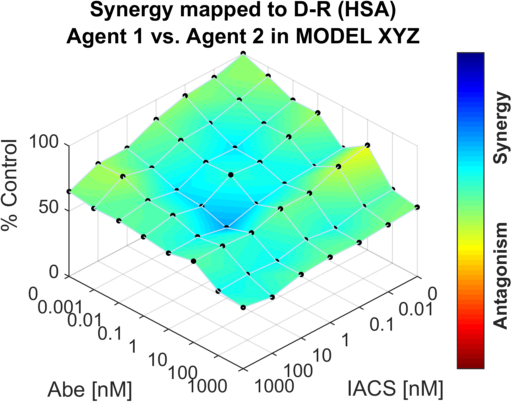 Synergy mapped to D-R (HSA)
Agent 1 vs. Agent 2 in MODEL XYZ
% Control
100
50
0
0
0.001
0.01
0.1
1
10
100
1000
Abe [nM]
0
0.01
0.1
1
10
100
1000
IACS [nM]
Synergy
Antagonism